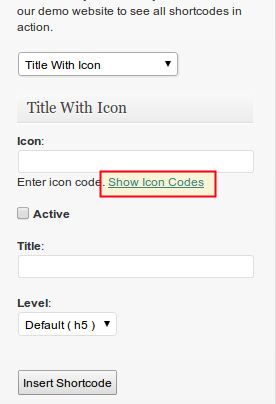 our demo website to see all shortcodes in
action.
Title With Icon
Title With Icon
Icon:
Enter icon code. Show Icon Codes
Active
Title:
Level:
Default ( h5 )
Insert Shortcode